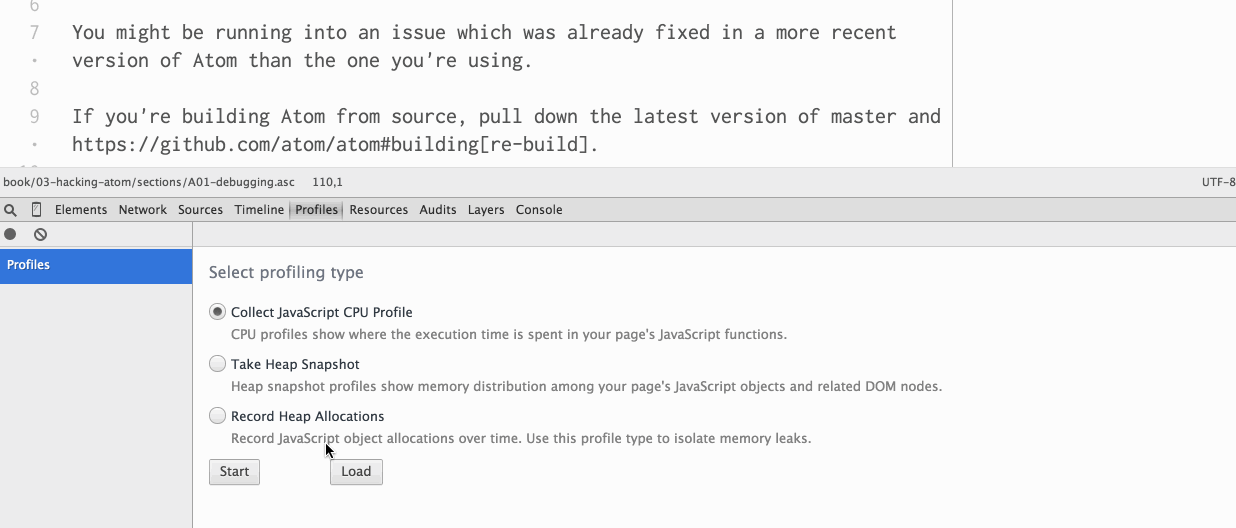 6
7 You might be running into an issue which was already fixed in a more recent
• version of Atom than the one you're using.
8
9 If you're building Atom from source, pull down the latest version of master and
• https://github.com/atom/atom#building[re-build].
book/03-hacking-atom/sections/A01-debugging.asc 110,1 UTF-8
Elements Network Sources Timeline Profiles Resources Audits Layers Console
Profiles
Select profiling type
Collect JavaScript CPU Profile
CPU profiles show where the execution time is spent in your page's JavaScript functions.
Take Heap Snapshot
Heap snapshot profiles show memory distribution among your page's JavaScript objects and related DOM nodes.
Record Heap Allocations
Record JavaScript object allocations over time. Use this profile type to isolate memory leaks.
Start Load